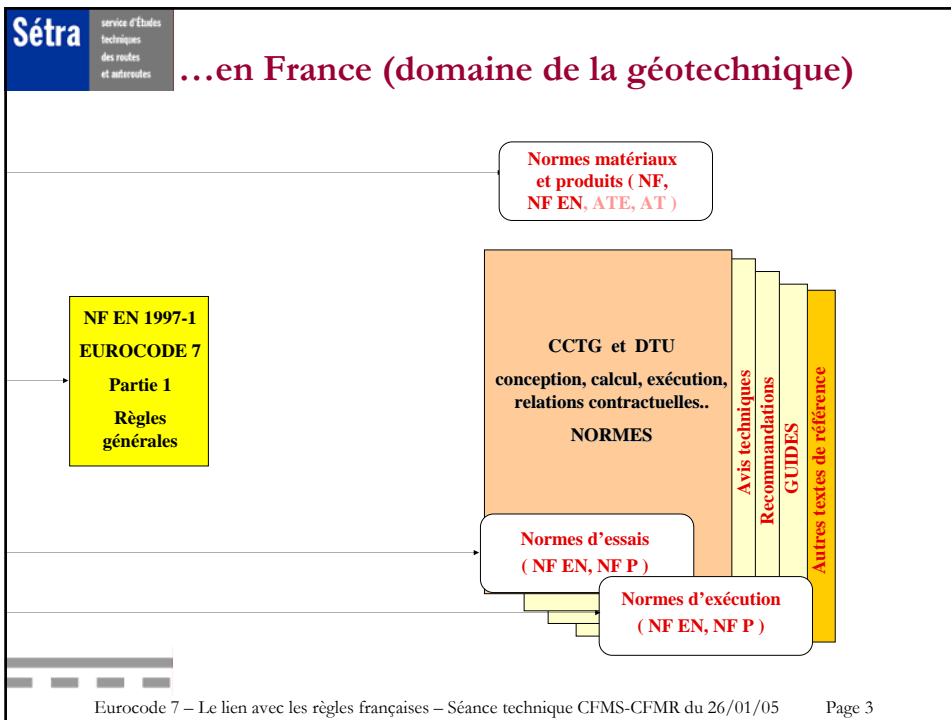 Sétra
service d'Études
techniques
des routes
et autoroutes
…en France (domaine de la géotechnique)
Normes matériaux
et produits ( NF,
NF EN, ATE, AT )
NF EN 1997-1
EUROCODE 7
Partie 1
Règles
générales
CCTG et DTU
conception, calcul, exécution,
relations contractuelles..
NORMES
Avis techniques
Recommandations
GUIDES
Autres textes de référence
Normes d'essais
( NF EN, NF P )
Normes d'exécution
( NF EN, NF P )
Eurocode 7 – Le lien avec les règles françaises – Séance technique CFMS-CFMR du 26/01/05 Page 3